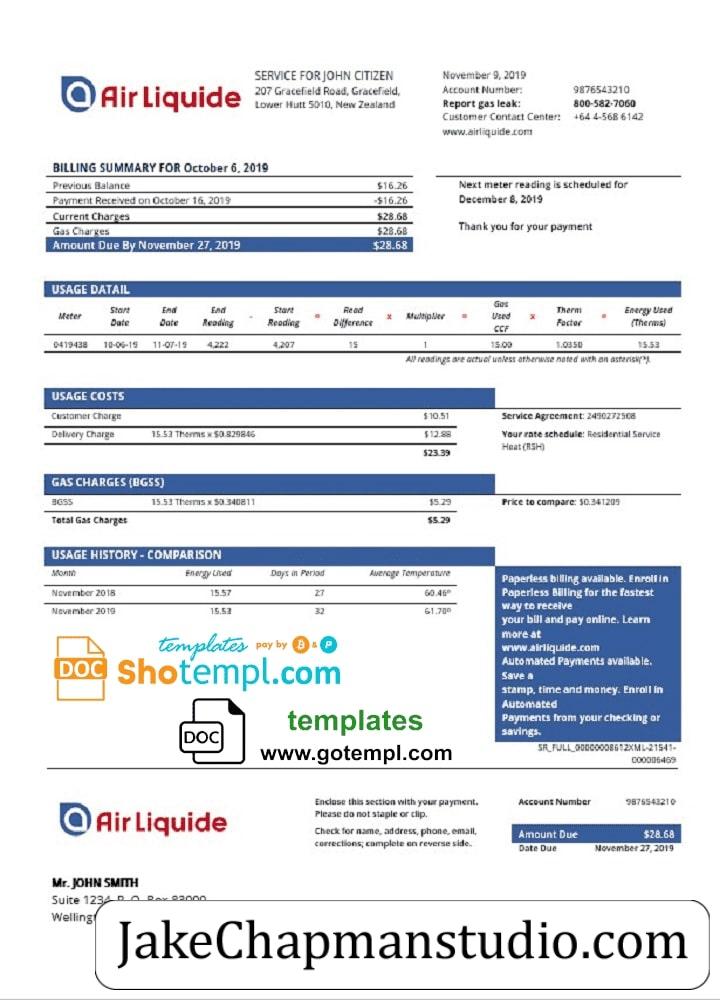 Air Liquide
SERVICE FOR JOHN CITIZEN
207 Gracefield Road, Gracefield,
Lower Hutt 5010, New Zealand
November 9, 2019
Account Number: 9876543210
Report gas leak: 800-582-7060
Customer Contact Center: +64 4-568 6142
www.airliquide.com
BILLING SUMMARY FOR October 6, 2019
Previous Balance $16.26
Payment Received on October 16, 2019 -$16.26
Current Charges $28.68
Gas Charges $28.68
Amount Due By November 27, 2019 $28.68
Next meter reading is scheduled for
December 8, 2019
Thank you for your payment
USAGE DATAIL
Meter Start Date End Date End Reading - Start Reading = Read Difference x Multiplier = Gas Used CCF x Therm Factor = Energy Used (Therms)
0419438 10-06-19 11-07-19 4,222 4,207 15 1 15.00 1.0350 15.53
All readings are actual unless otherwise noted with an asterisk(*).
USAGE COSTS
Customer Charge $10.51
Delivery Charge 15.53 Therms x $0.829846 $12.88
$23.39
Service Agreement: 2490272508
Your rate schedule: Residential Service
Heat (RSH)
GAS CHARGES (BGSS)
BGSS 15.53 Therms x $0.340811 $5.29
Total Gas Charges $5.29
Price to compare: $0.341209
USAGE HISTORY - COMPARISON
Month Energy Used Days in Period Average Temperature
November 2018 15.57 27 60.46º
November 2019 15.53 32 61.70º
Paperless billing available. Enroll in
Paperless Billing for the fastest
way to receive
your bill and pay online. Learn
more at
www.airliquide.com
Automated Payments available.
Save a
stamp, time and money. Enroll in
Automated
Payments from your checking or
savings.
templates pay by & P
DOC Shotempl.com
DOC templates
www.gotempl.com
SR_FULL_00000008612XML-21541-
000006469
Air Liquide
Enclose this section with your payment.
Please do not staple or clip.
Check for name, address, phone, email,
corrections; complete on reverse side.
Account Number 9876543210
Amount Due $28.68
Date Due November 27, 2019
Mr. JOHN SMITH
Suite 1234
JakeChapmanstudio.com